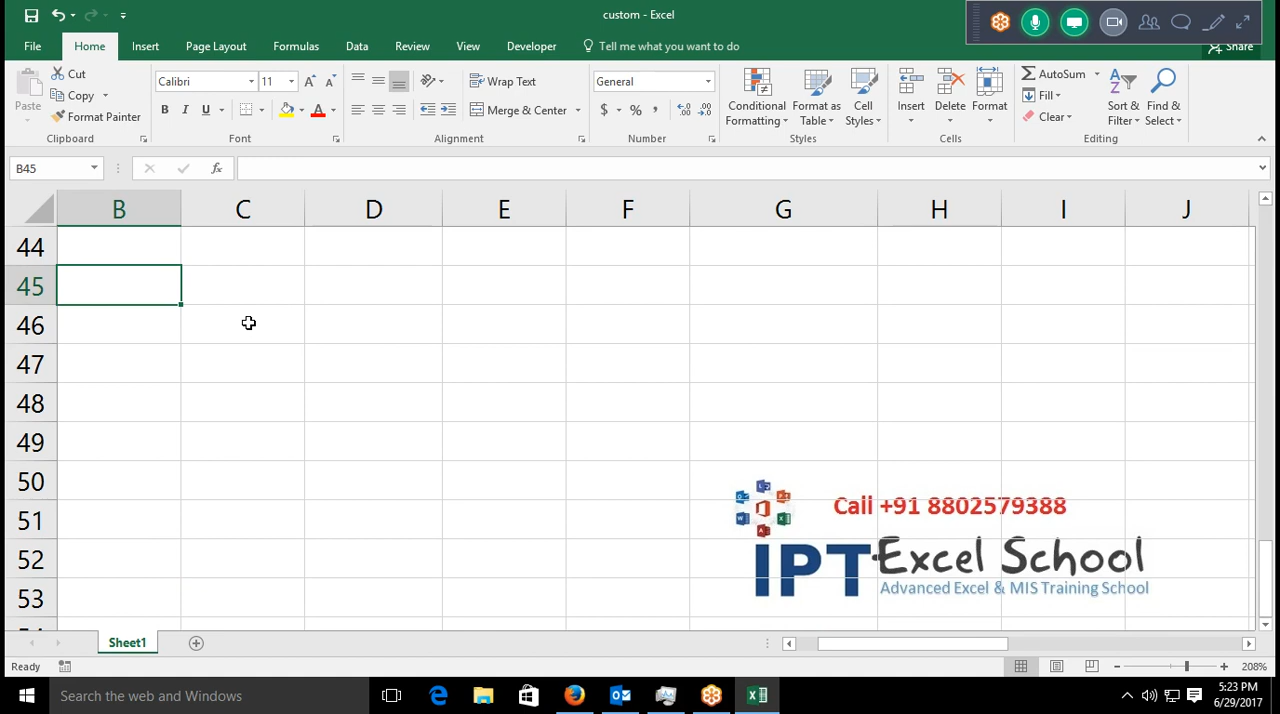 custom - Excel
File Home Insert Page Layout Formulas Data Review View Developer Tell me what you want to do Share
Paste Cut Copy Format Painter Clipboard
Calibri 11 A A B I U A Font
Wrap Text Merge & Center Alignment
General $ % , Number
Conditional Formatting Format as Table Cell Styles Styles
Insert Delete Format Cells
AutoSum Fill Clear Sort & Filter Find & Select Editing
B45 fx
B C D E F G H I J
44
45
46
47
48
49
50
51
52
53
Call +91 8802579388
IPT Excel School
Advanced Excel & MIS Training School
Sheet1
Ready 208%
Search the web and Windows
5:23 PM
6/29/2017